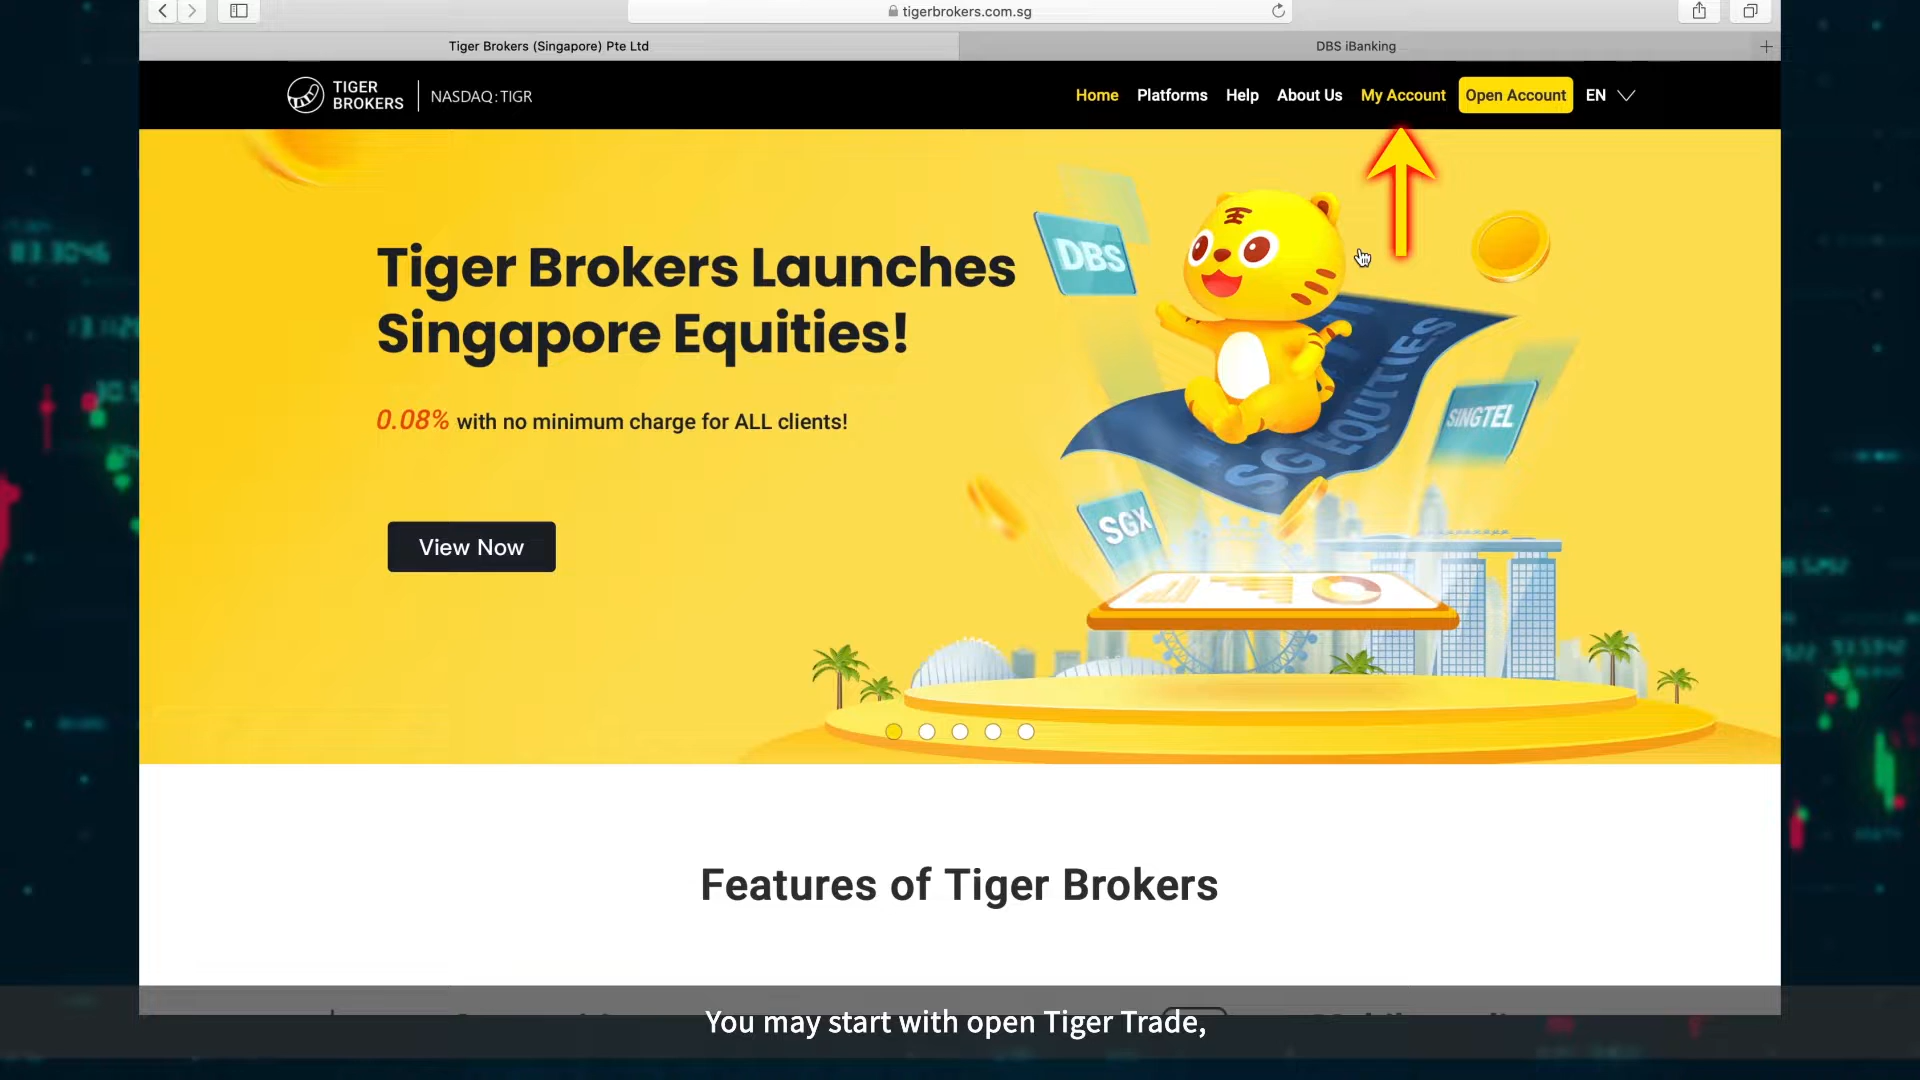 tigerbrokers.com.sg
Tiger Brokers (Singapore) Pte Ltd
DBS iBanking
TIGER
BROKERS
NASDAQ:TIGR
Home
Platforms
Help
About Us
My Account
Open Account
EN
Tiger Brokers Launches
Singapore Equities!
0.08% with no minimum charge for ALL clients!
View Now
DBS
SG EQUITIES
SINGTEL
SGX
Features of Tiger Brokers
You may start with open Tiger Trade,